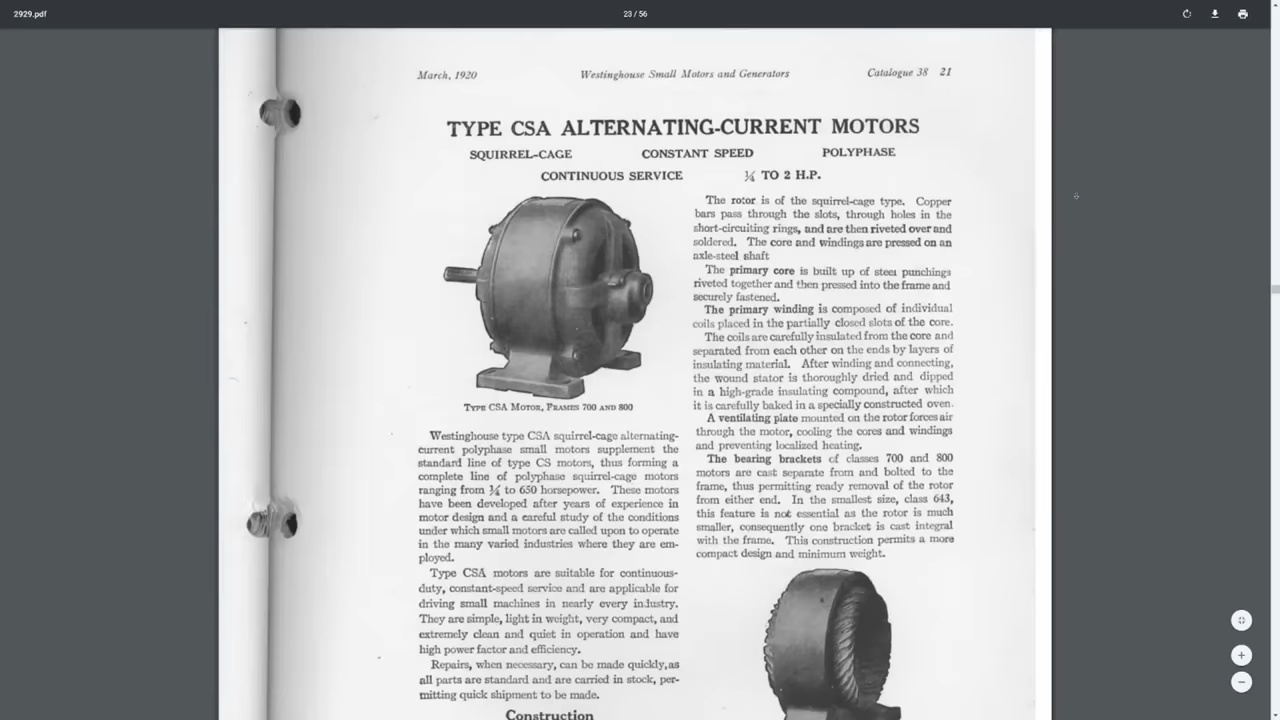 2929.pdf
23 / 56
March, 1920
Westinghouse Small Motors and Generators
Catalogue 38 21
TYPE CSA ALTERNATING-CURRENT MOTORS
SQUIRREL-CAGE CONSTANT SPEED POLYPHASE
CONTINUOUS SERVICE ¼ TO 2 H.P.
TYPE CSA MOTOR, FRAMES 700 AND 800
Westinghouse type CSA squirrel-cage alternating-
current polyphase small motors supplement the
standard line of type CS motors, thus forming a
complete line of polyphase squirrel-cage motors
ranging from ¼ to 650 horsepower. These motors
have been developed after years of experience in
motor design and a careful study of the conditions
under which small motors are called upon to operate
in the many varied industries where they are em-
ployed.
Type CSA motors are suitable for continuous-
duty, constant-speed service and are applicable for
driving small machines in nearly every industry.
They are simple, light in weight, very compact, and
extremely clean and quiet in operation and have
high power factor and efficiency.
Repairs, when necessary, can be made quickly, as
all parts are standard and are carried in stock, per-
mitting quick shipment to be made.
Construction
The rotor is of the squirrel-cage type. Copper
bars pass through the slots, through holes in the
short-circuiting rings, and are then riveted over and
soldered. The core and windings are pressed on an
axle-steel shaft
The primary core is built up of steel punchings
riveted together and then pressed into the frame and
securely fastened.
The primary winding is composed of individual
coils placed in the partially closed slots of the core.
The coils are carefully insulated from the core and
separated from each other on the ends by layers of
insulating material. After winding and connecting,
the wound stator is thoroughly dried and dipped
in a high-grade insulating compound, after which
it is carefully baked in a specially constructed oven.
A ventilating plate mounted on the rotor forces air
through the motor, cooling the cores and windings
and preventing localized heating.
The bearing brackets of classes 700 and 800
motors are cast separate from and bolted to the
frame, thus permitting ready removal of the rotor
from either end. In the smallest size, class 643,
this feature is not essential as the rotor is much
smaller, consequently one bracket is cast integral
with the frame. This construction permits a more
compact design and minimum weight.